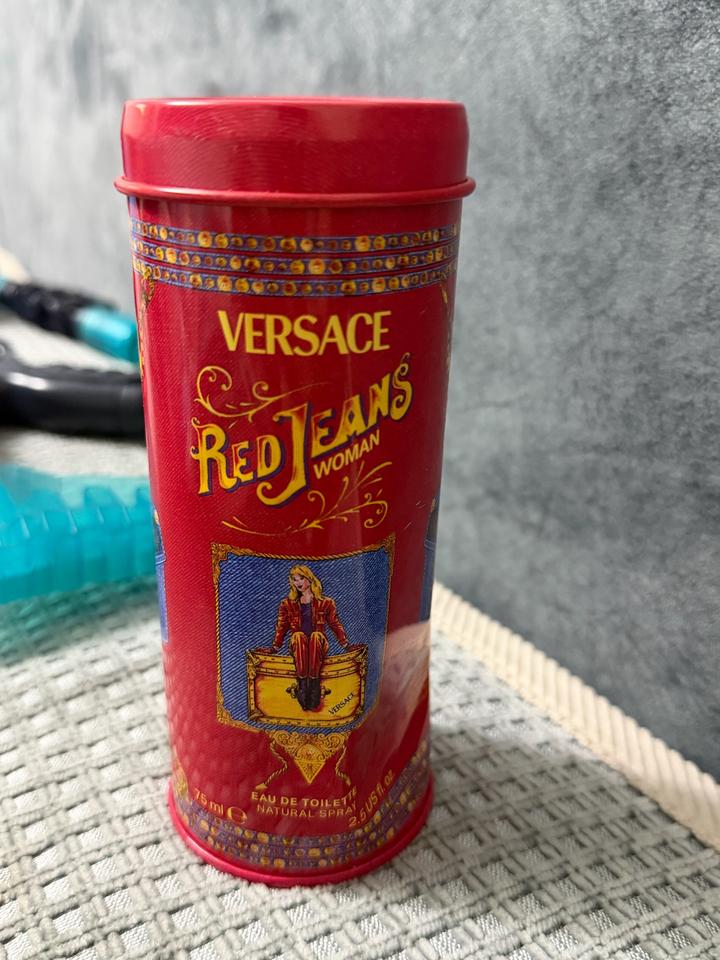 VERSACE
RED JEANS
WOMAN
VERSACE
75 ml e
EAU DE TOILETTE
NATURAL SPRAY
2.5 US fl. oz